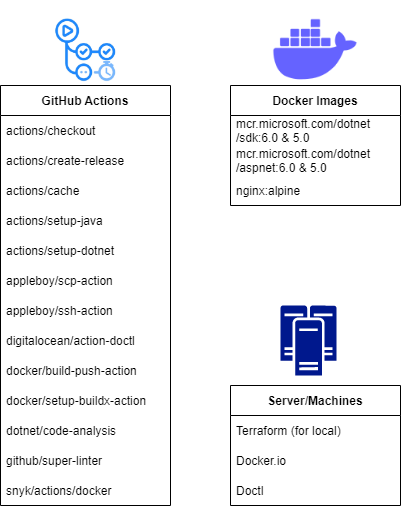 GitHub Actions
actions/checkout
actions/create-release
actions/cache
actions/setup-java
actions/setup-dotnet
appleboy/scp-action
appleboy/ssh-action
digitalocean/action-doctl
docker/build-push-action
docker/setup-buildx-action
dotnet/code-analysis
github/super-linter
snyk/actions/docker
Docker Images
mcr.microsoft.com/dotnet
/sdk:6.0 & 5.0
mcr.microsoft.com/dotnet
/aspnet:6.0 & 5.0
nginx:alpine
Server/Machines
Terraform (for local)
Docker.io
Doctl